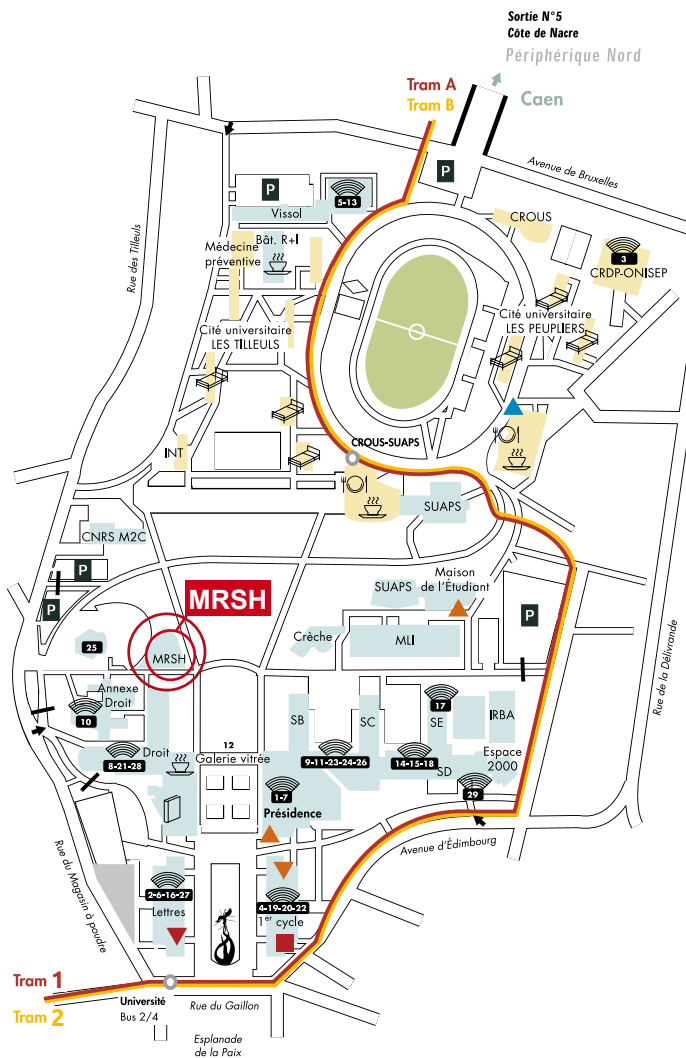 Sortie N°5
Côte de Nacre
Périphérique Nord
Tram A
Tram B
Caen
Avenue de Bruxelles
P
P
5-13
Vissol
CROUS
Rue des Tilleuls
Médecine
préventive
Bât. R+I
3
CRDP-ONISEP
Cité universitaire
LES TILLEULS
Cité universitaire
LES PEUPLIERS
CROUS-SUAPS
INT
SUAPS
CNRS M2C
P
P
Maison
de l'Étudiant
SUAPS
MRSH
P
Crèche
MLI
25
MRSH
Rue de la Délivrande
Annexe
Droit
10
17
SB
SC
SE
IRBA
12
Droit
Galerie vitrée
8-21-28
9-11-23-24-26
14-15-18
SD
Espace
2000
1-7
29
Présidence
Avenue d'Édimbourg
Rue du Magasin à poudre
2-6-16-27
Lettres
4-19-20-22
1er cycle
Tram 1
Tram 2
Université
Bus 2/4
Rue du Gaillon
Esplanade
de la Paix